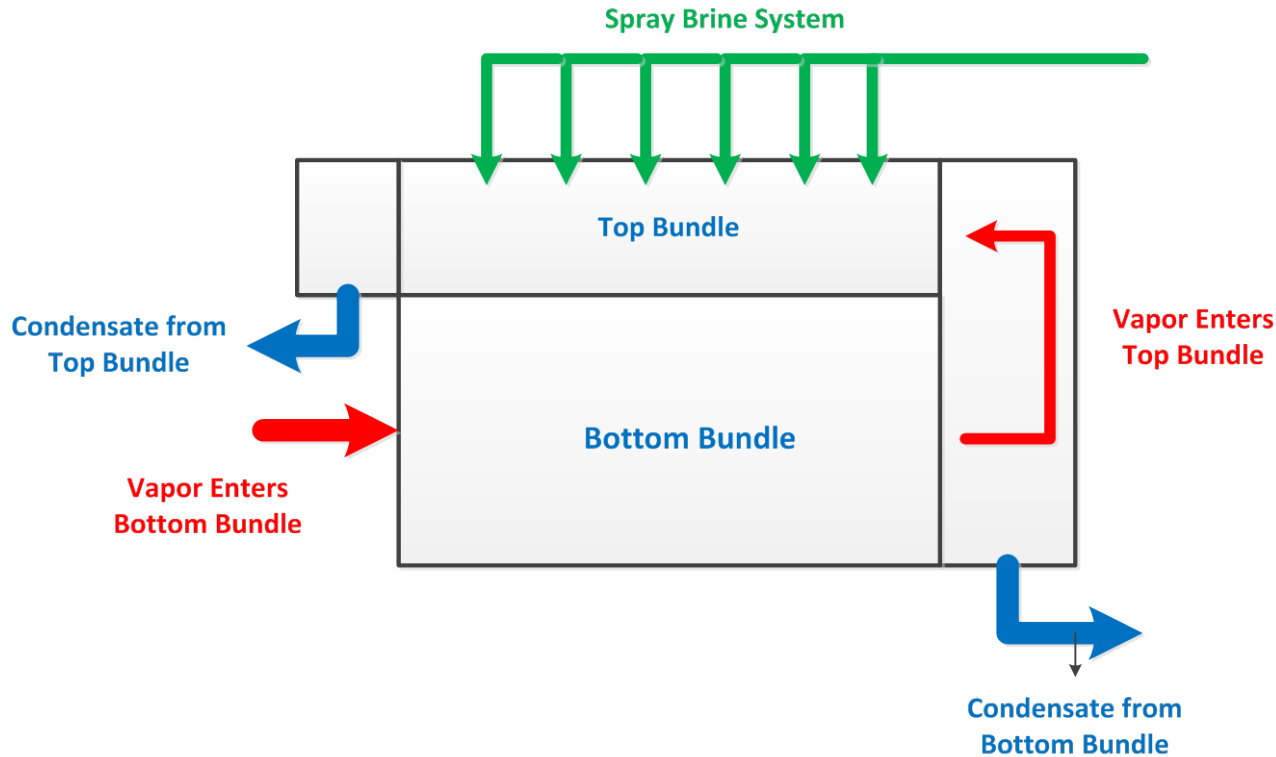 Spray Brine System
Top Bundle
Condensate from
Top Bundle
Vapor Enters
Top Bundle
Bottom Bundle
Vapor Enters
Bottom Bundle
Condensate from
Bottom Bundle